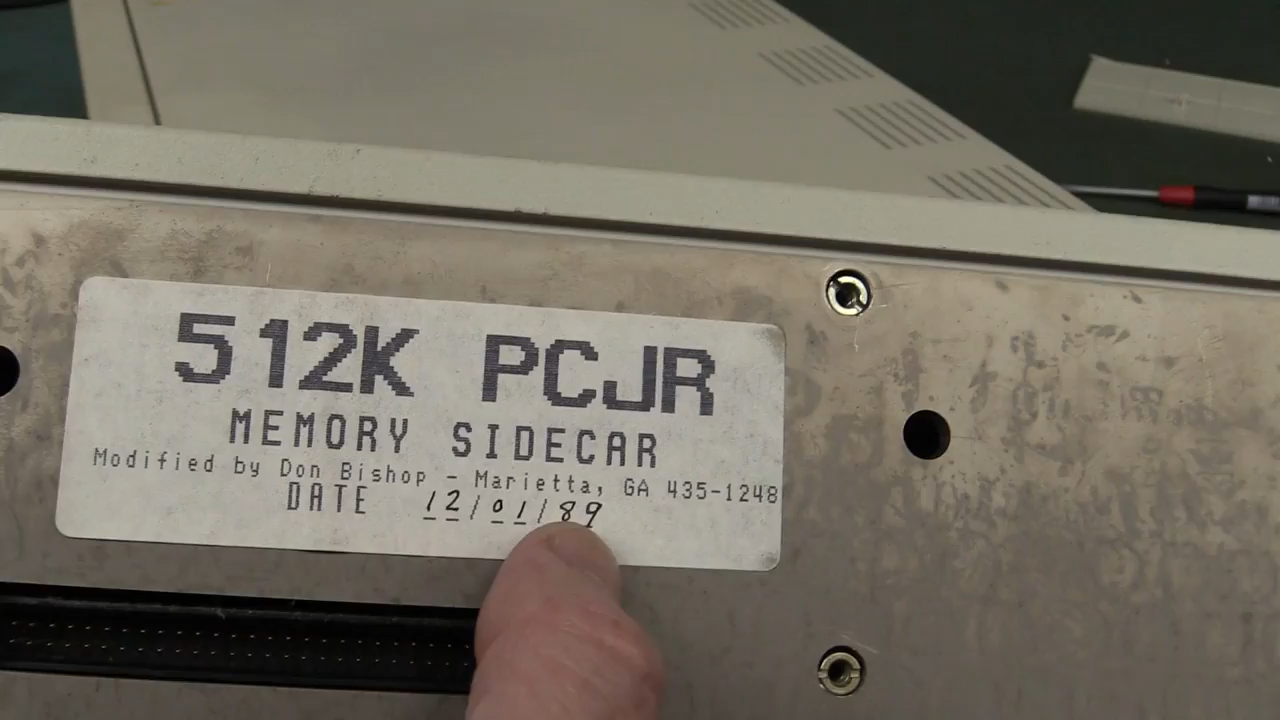 512K PCJR
MEMORY SIDECAR
Modified by Don Bishop - Marietta, GA 435-1248
DATE 12/01/89